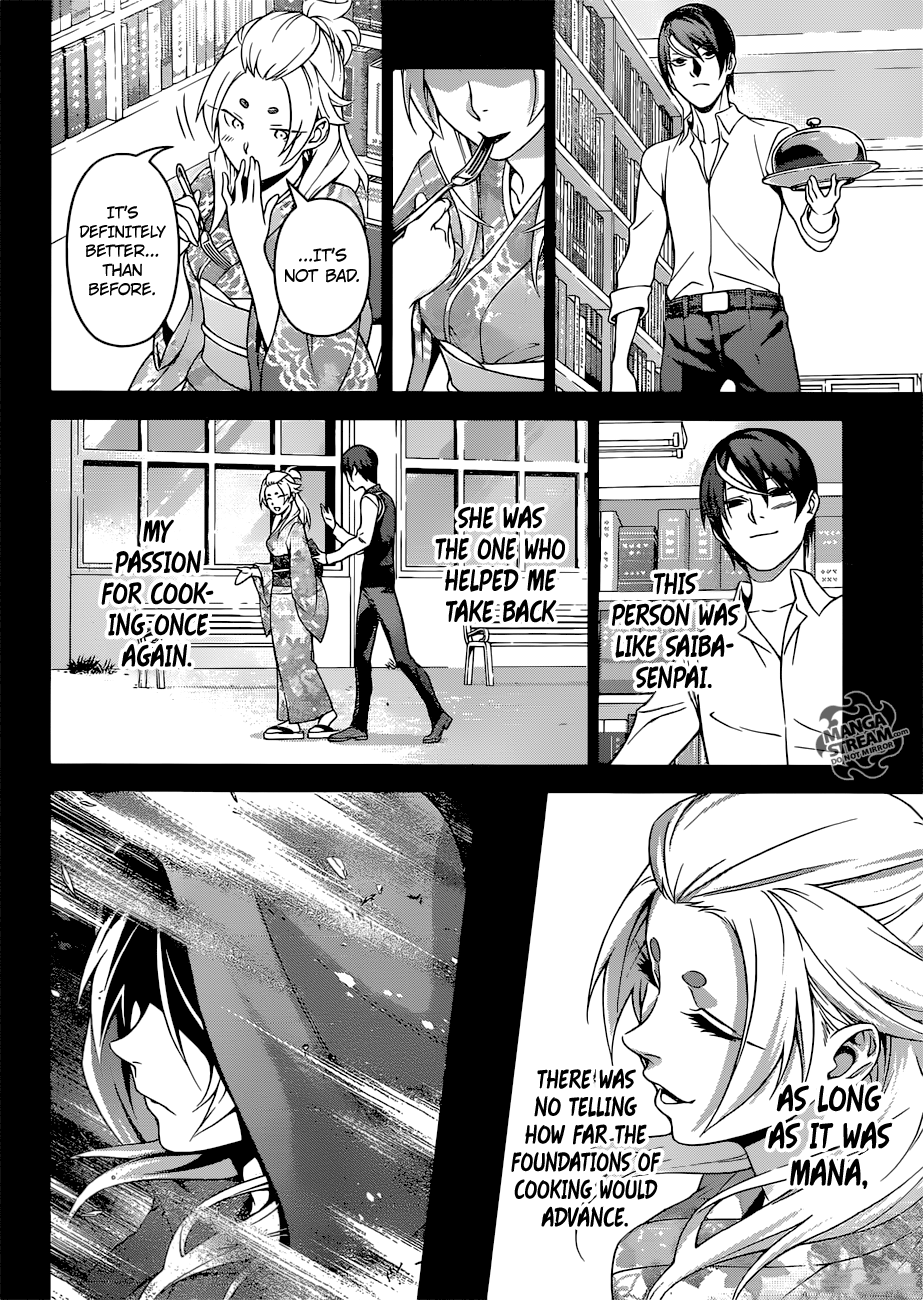 ...IT'S
NOT BAD.
IT'S
DEFINITELY
BETTER...
THAN
BEFORE.
THIS
PERSON WAS
LIKE SAIBA-
SENPAI.
SHE WAS
THE ONE WHO
HELPED ME
TAKE BACK
MY
PASSION
FOR COOK-
ING ONCE
AGAIN.
MANGA
STREAM.com
DO NOT MIRROR
AS LONG
AS IT WAS
MANA,
THERE WAS
NO TELLING
HOW FAR THE
FOUNDATIONS OF
COOKING WOULD
ADVANCE.